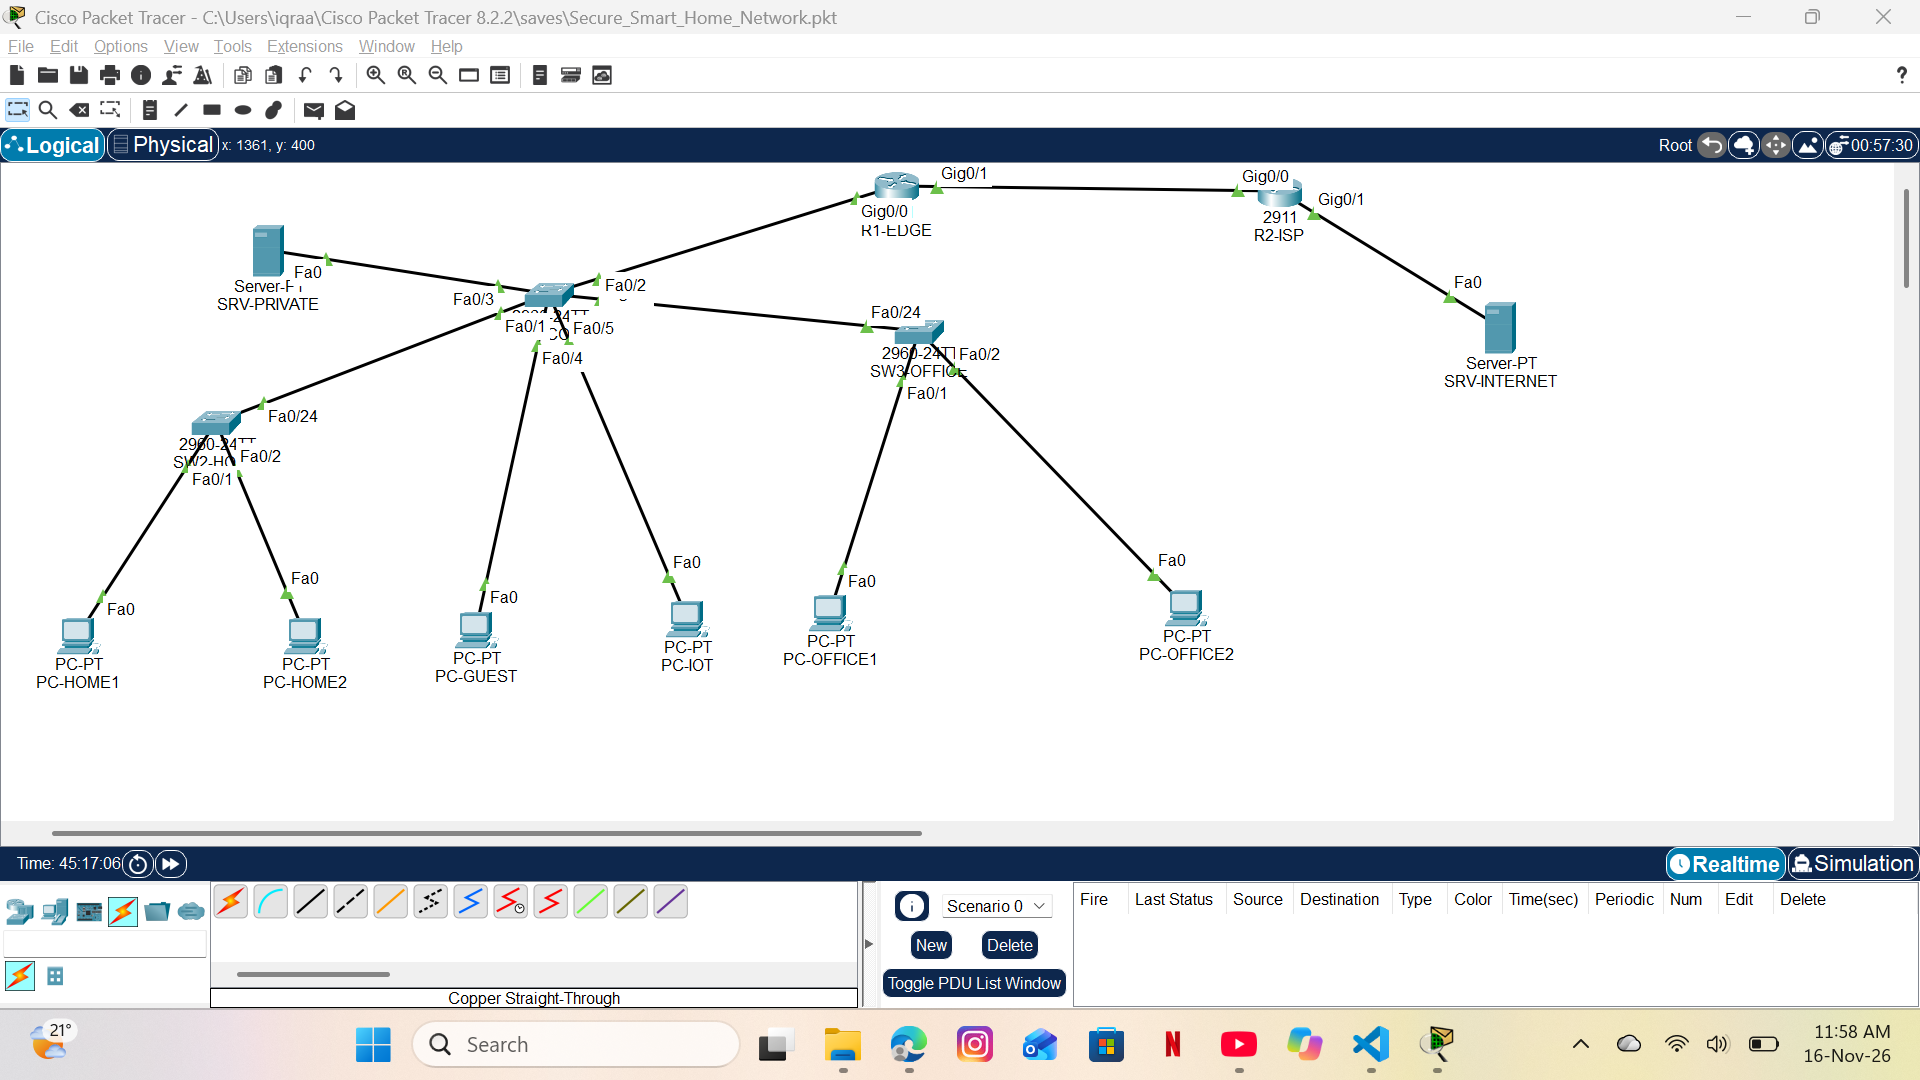 Cisco Packet Tracer - C:\Users\iqraa\Cisco Packet Tracer 8.2.2\saves\Secure_Smart_Home_Network.pkt
File Edit Options View Tools Extensions Window Help
?
Logical Physical x: 1361, y: 400 Root 00:57:30
Gig0/1
Gig0/0
Gig0/0
R1-EDGE
Gig0/1
2911
R2-ISP
Fa0
Server-PT
SRV-PRIVATE
Fa0/3
Fa0/2
Fa0/1
Fa0/5
Fa0/4
Fa0/24
2960-24TT
SW3-OFFICE
Fa0/2
Fa0/1
Fa0
Server-PT
SRV-INTERNET
Fa0/24
2960-24TT
Fa0/2
Fa0/1
Fa0
PC-PT
PC-HOME1
Fa0
PC-PT
PC-HOME2
Fa0
PC-PT
PC-GUEST
Fa0
PC-PT
PC-IOT
Fa0
PC-PT
PC-OFFICE1
Fa0
PC-PT
PC-OFFICE2
Time: 45:17:06 Realtime Simulation
Scenario 0
New Delete
Toggle PDU List Window
Fire Last Status Source Destination Type Color Time(sec) Periodic Num Edit Delete
Copper Straight-Through
21°
Search
11:58 AM
16-Nov-26